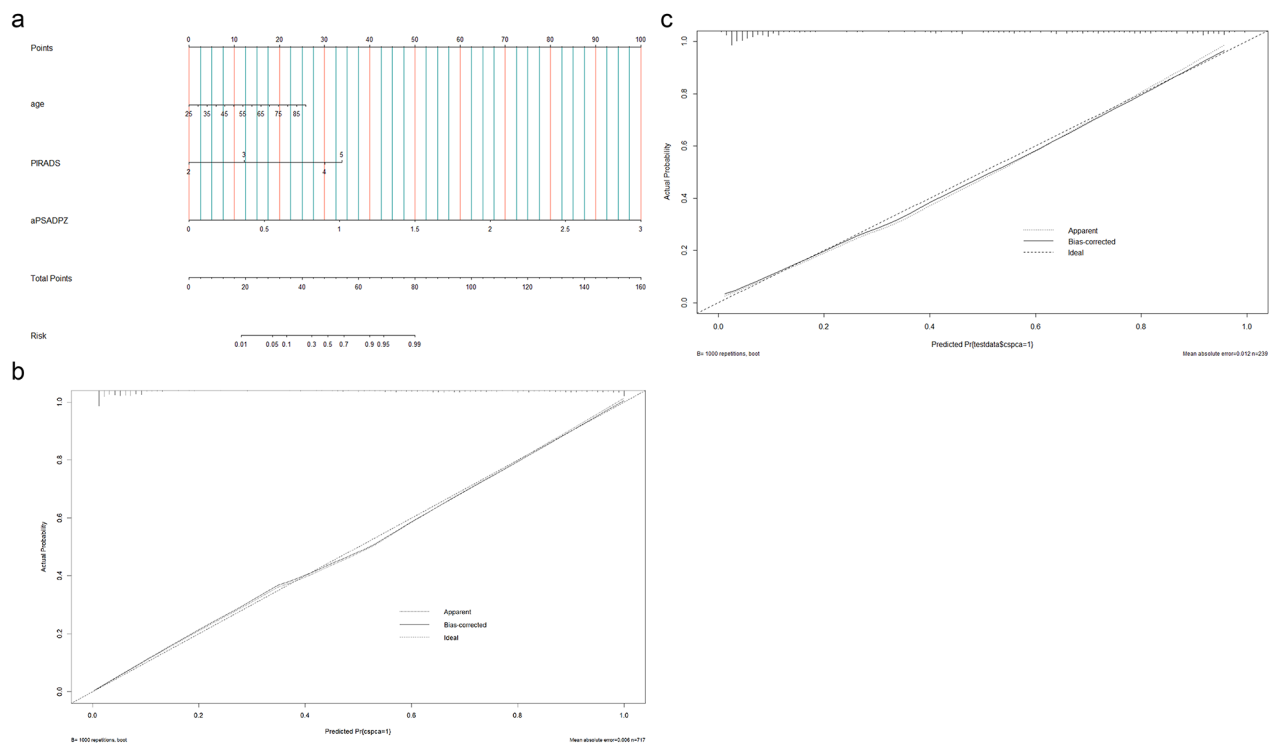 a
Points
0 10 20 30 40 50 60 70 80 90 100
age
25 35 45 55 65 75 85
PIRADS
3 5
2 4
aPSADPZ
0 0.5 1 1.5 2 2.5 3
Total Points
0 20 40 60 80 100 120 140 160
Risk
0.01 0.05 0.1 0.3 0.5 0.7 0.9 0.95 0.99
b
1.0
0.8
0.6
0.4
0.2
0.0
Actual Probability
Apparent
Bias-corrected
Ideal
0.0 0.2 0.4 0.6 0.8 1.0
Predicted Pr{cspca=1}
B= 1000 repetitions, boot
Mean absolute error=0.006 n=717
c
1.0
0.8
0.6
0.4
0.2
0.0
Actual Probability
Apparent
Bias-corrected
Ideal
0.0 0.2 0.4 0.6 0.8 1.0
Predicted Pr{testdata$cspca=1}
B= 1000 repetitions, boot
Mean absolute error=0.012 n=239